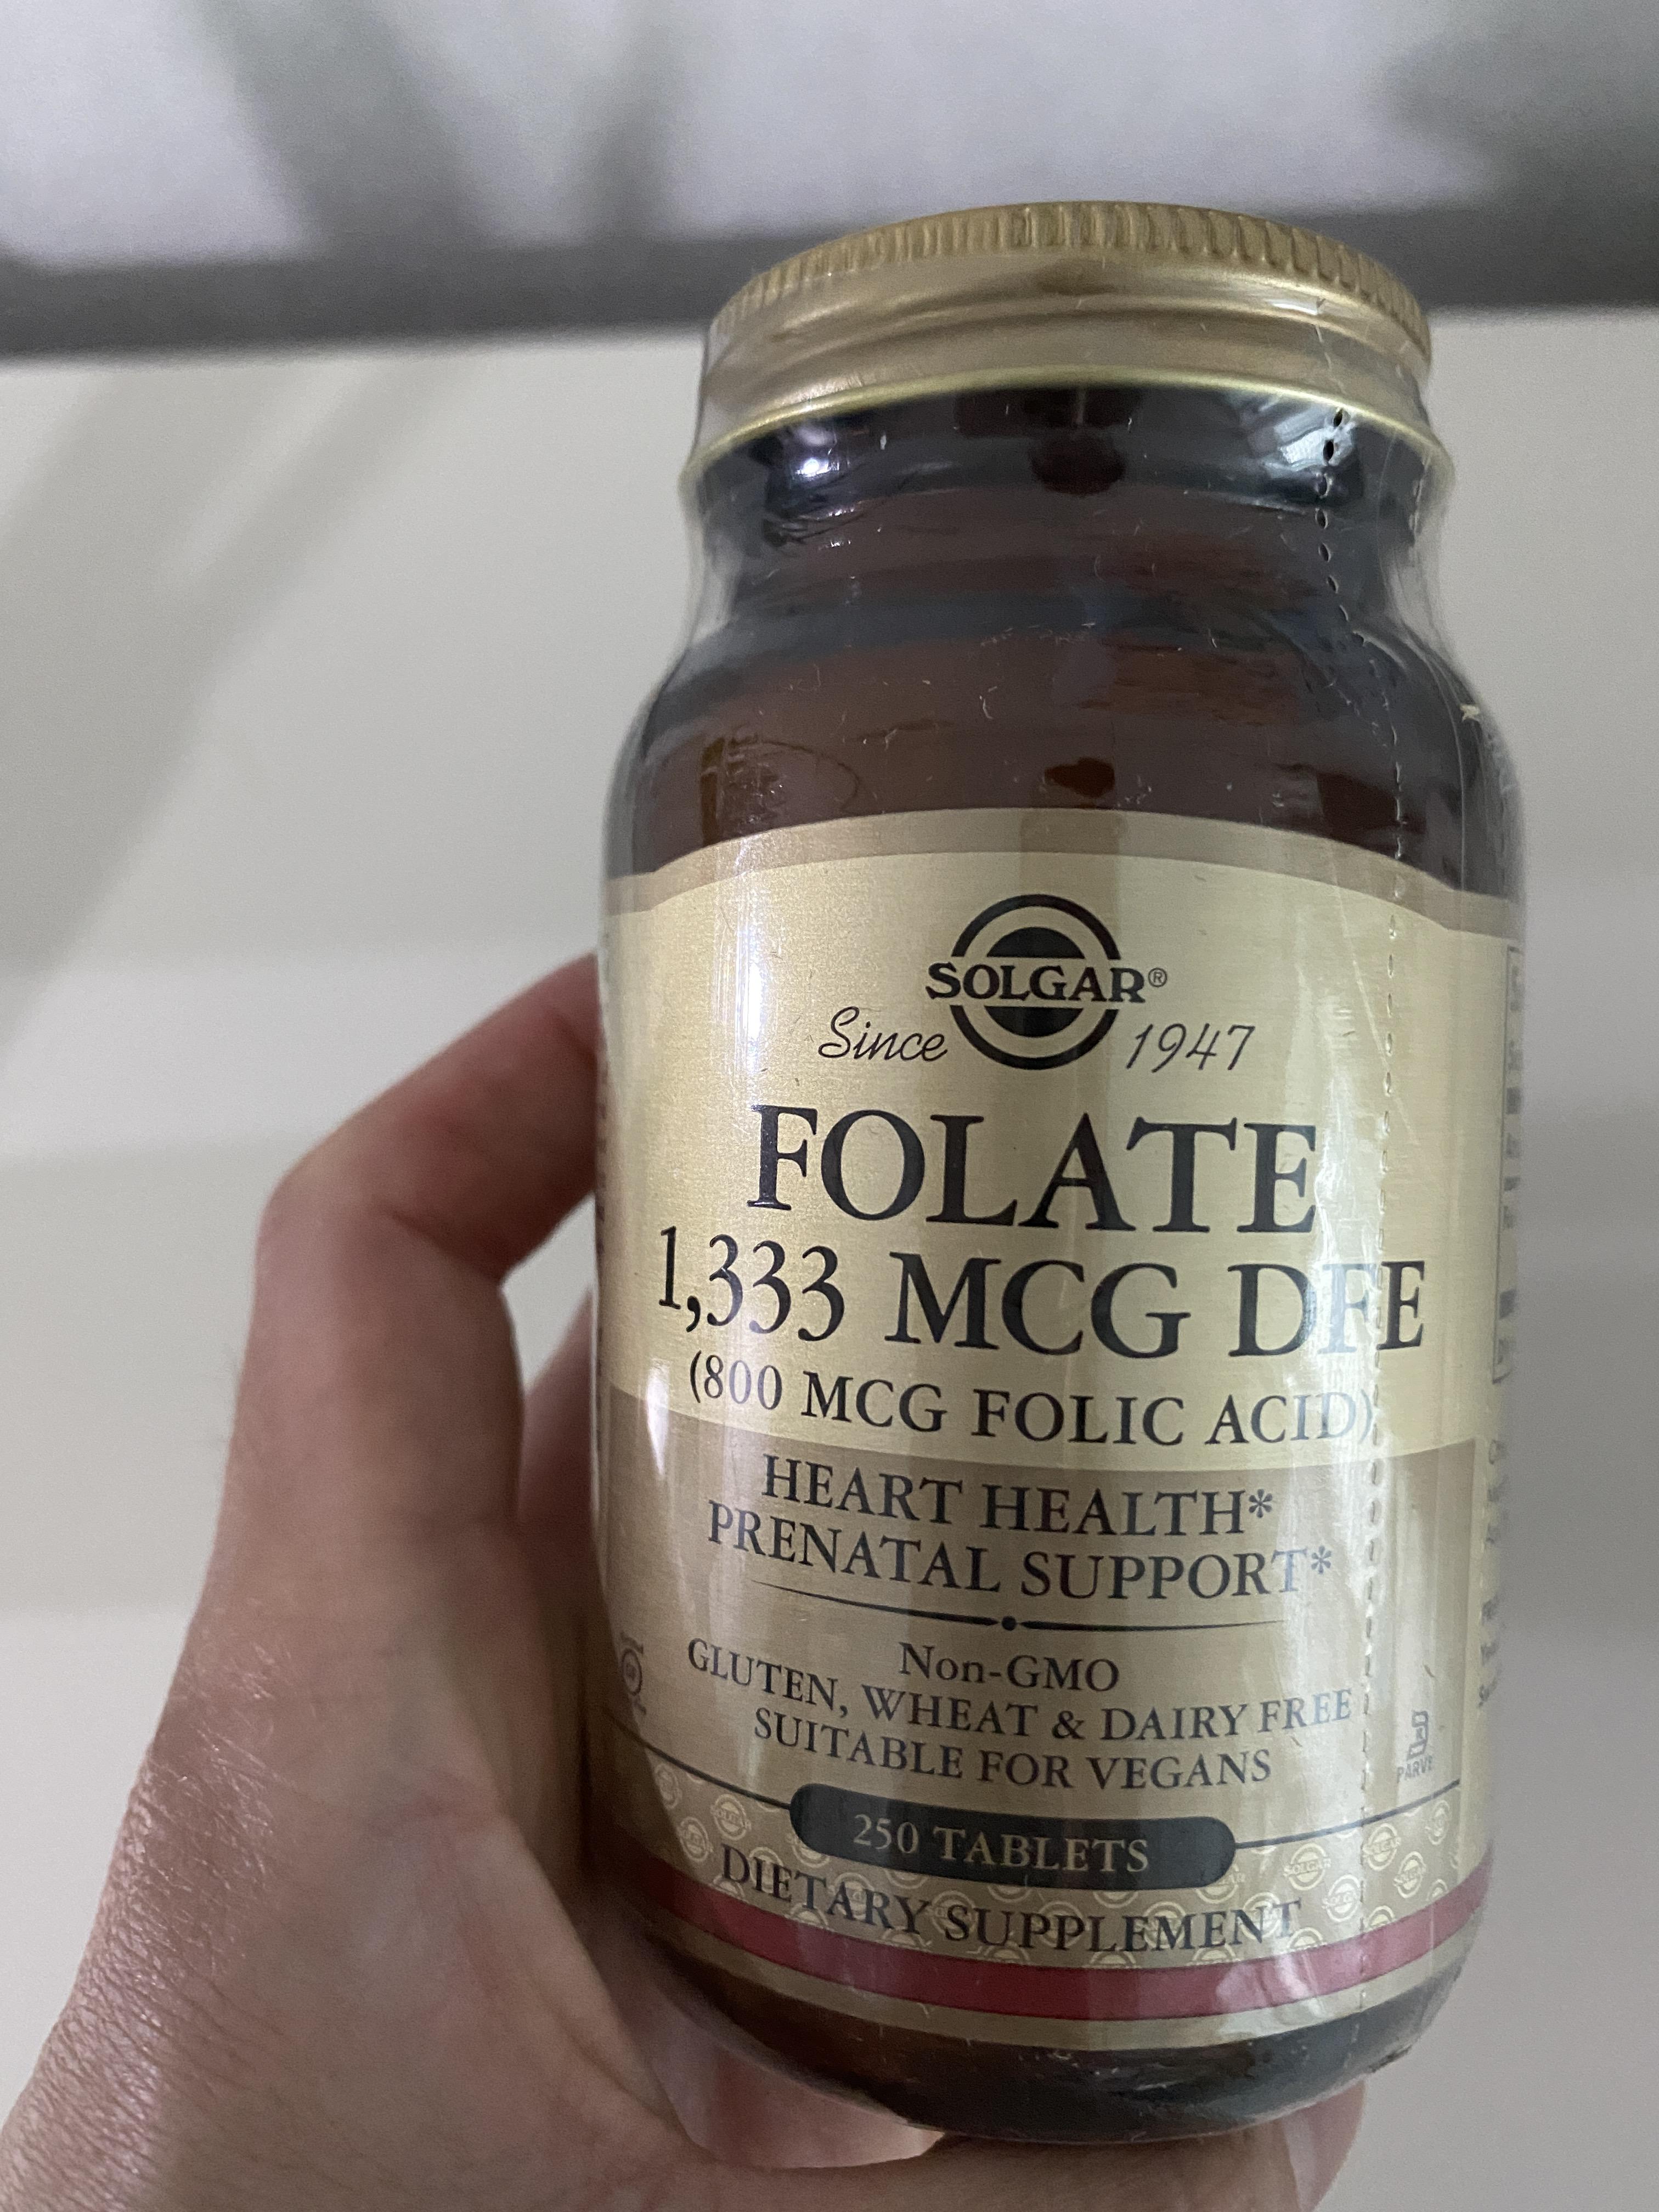 SOLGAR®
Since 1947
FOLATE
1,333 MCG DFE
(800 MCG FOLIC ACID)
HEART HEALTH*
PRENATAL SUPPORT*
Non-GMO
GLUTEN, WHEAT & DAIRY FREE
SUITABLE FOR VEGANS
PARVE
250 TABLETS
DIETARY SUPPLEMENT